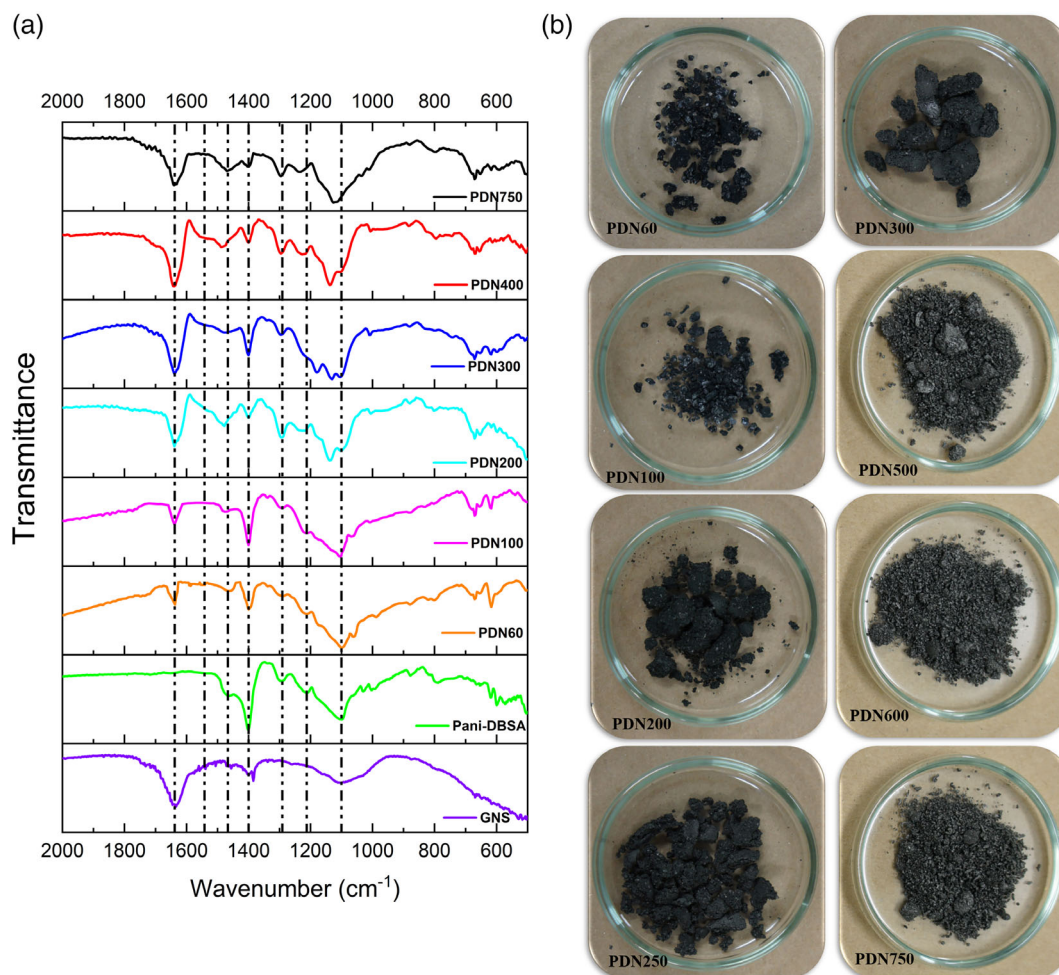 (a)
2000 1800 1600 1400 1200 1000 800 600
PDN750
PDN400
PDN300
PDN200
PDN100
PDN60
Pani-DBSA
GNS
2000 1800 1600 1400 1200 1000 800 600
Transmittance
Wavenumber (cm⁻¹)
(b)
PDN60
PDN300
PDN100
PDN500
PDN200
PDN600
PDN250
PDN750